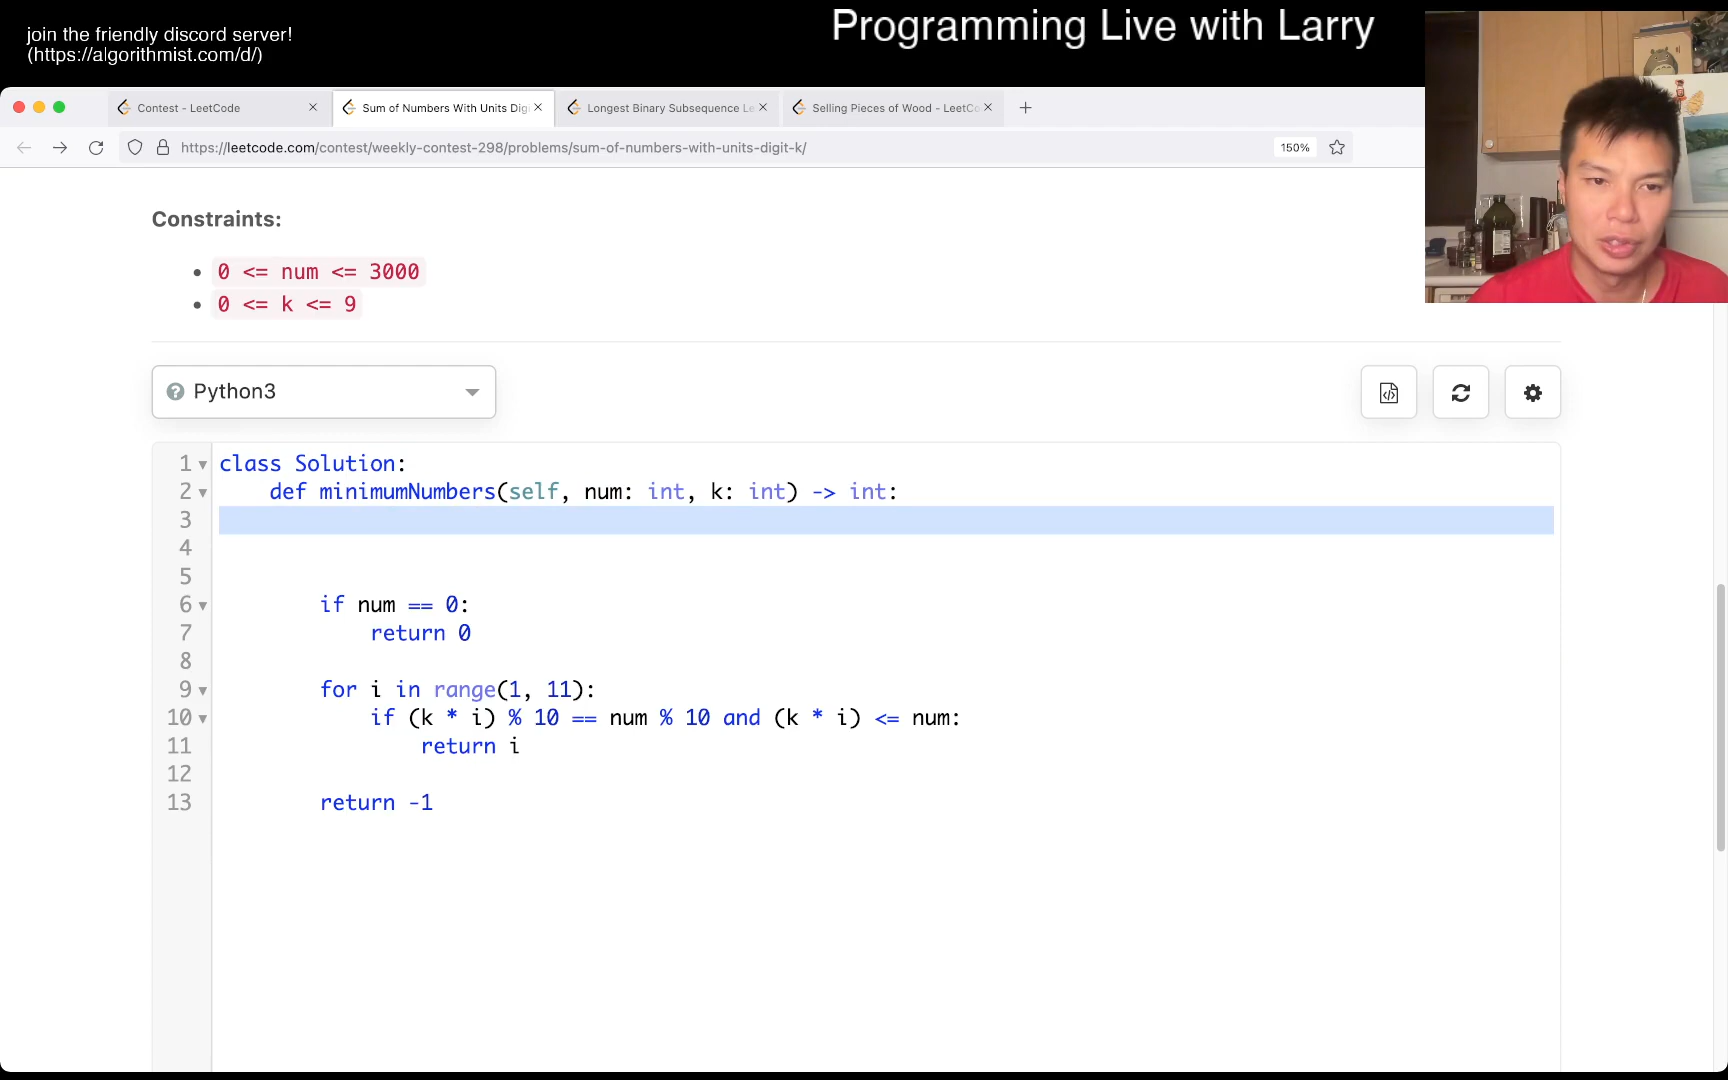 join the friendly discord server!
(https://algorithmist.com/d/)
Programming Live with Larry
Contest - LeetCode
Sum of Numbers With Units Dig
Longest Binary Subsequence Le
Selling Pieces of Wood - LeetCo
https://leetcode.com/contest/weekly-contest-298/problems/sum-of-numbers-with-units-digit-k/
150%
Constraints:
• 0 <= num <= 3000
• 0 <= k <= 9
Python3
1 class Solution:
2 def minimumNumbers(self, num: int, k: int) -> int:
3
4
5
6 if num == 0:
7 return 0
8
9 for i in range(1, 11):
10 if (k * i) % 10 == num % 10 and (k * i) <= num:
11 return i
12
13 return -1